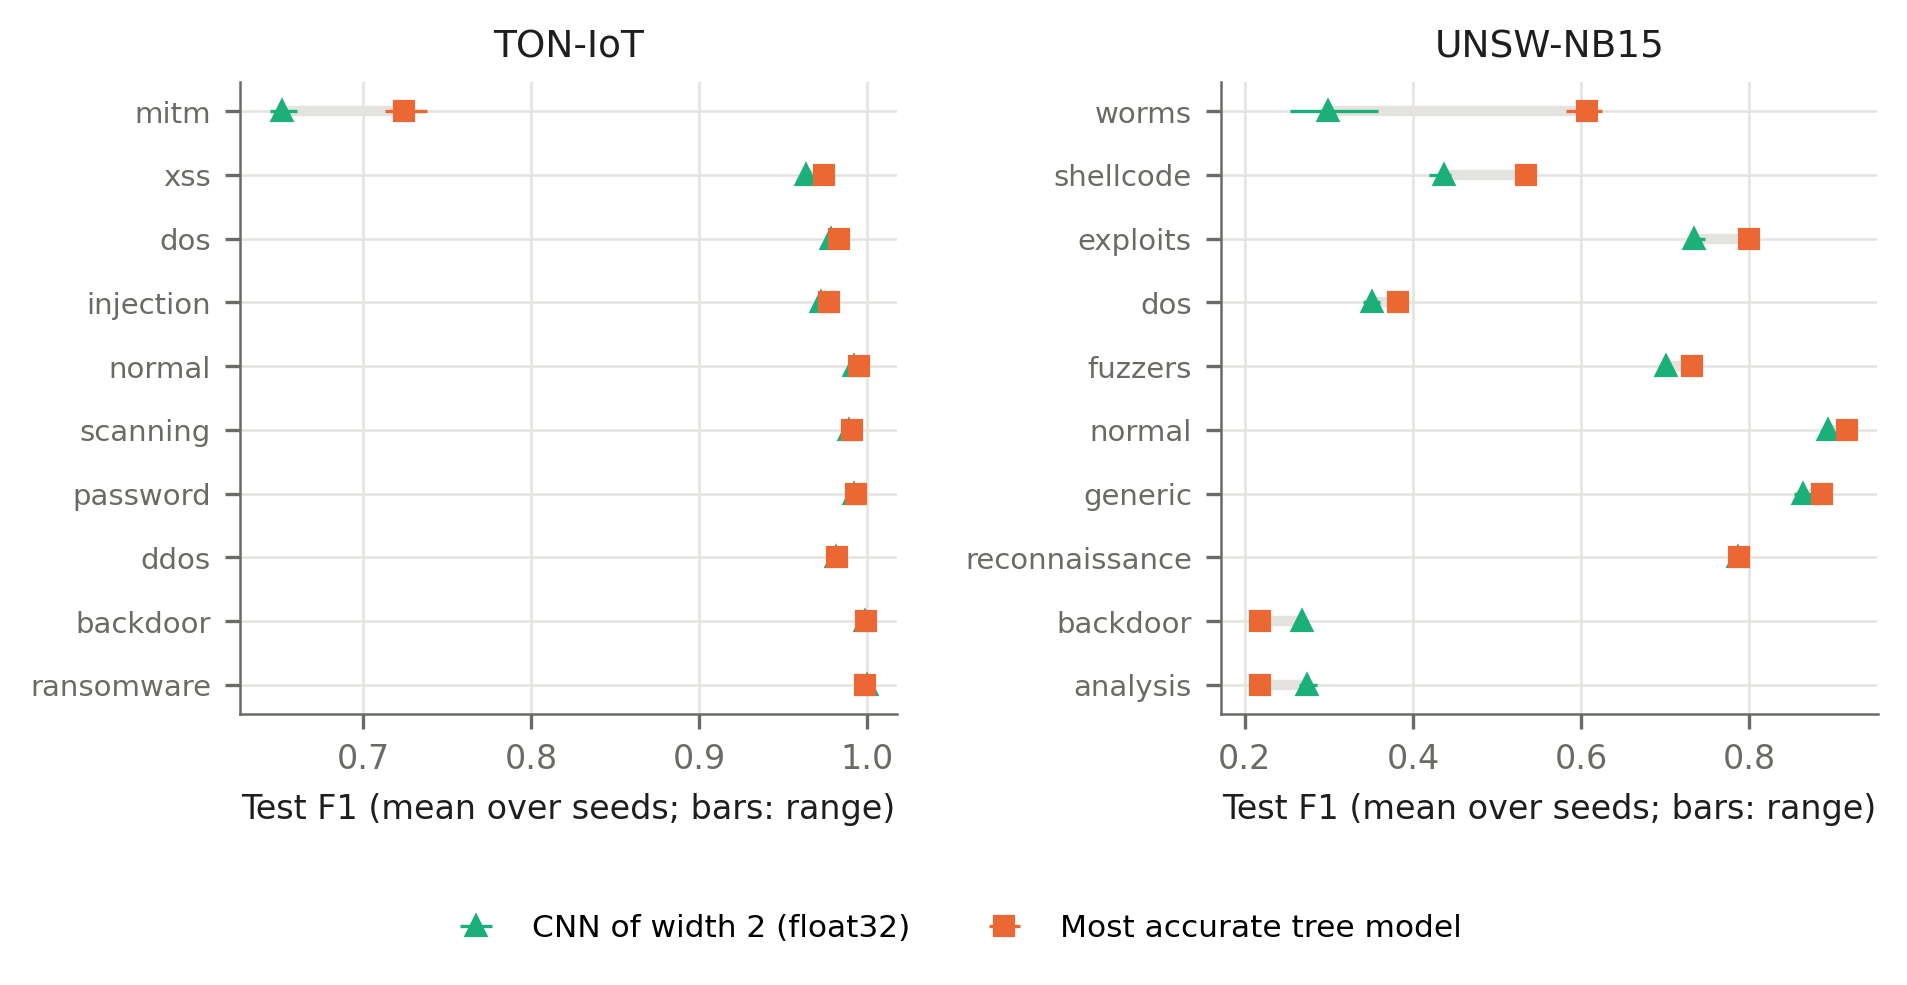 TON-IoT
mitm
xss
dos
injection
normal
scanning
password
ddos
backdoor
ransomware
0.7 0.8 0.9 1.0
Test F1 (mean over seeds; bars: range)
UNSW-NB15
worms
shellcode
exploits
dos
fuzzers
normal
generic
reconnaissance
backdoor
analysis
0.2 0.4 0.6 0.8
Test F1 (mean over seeds; bars: range)
CNN of width 2 (float32) Most accurate tree model